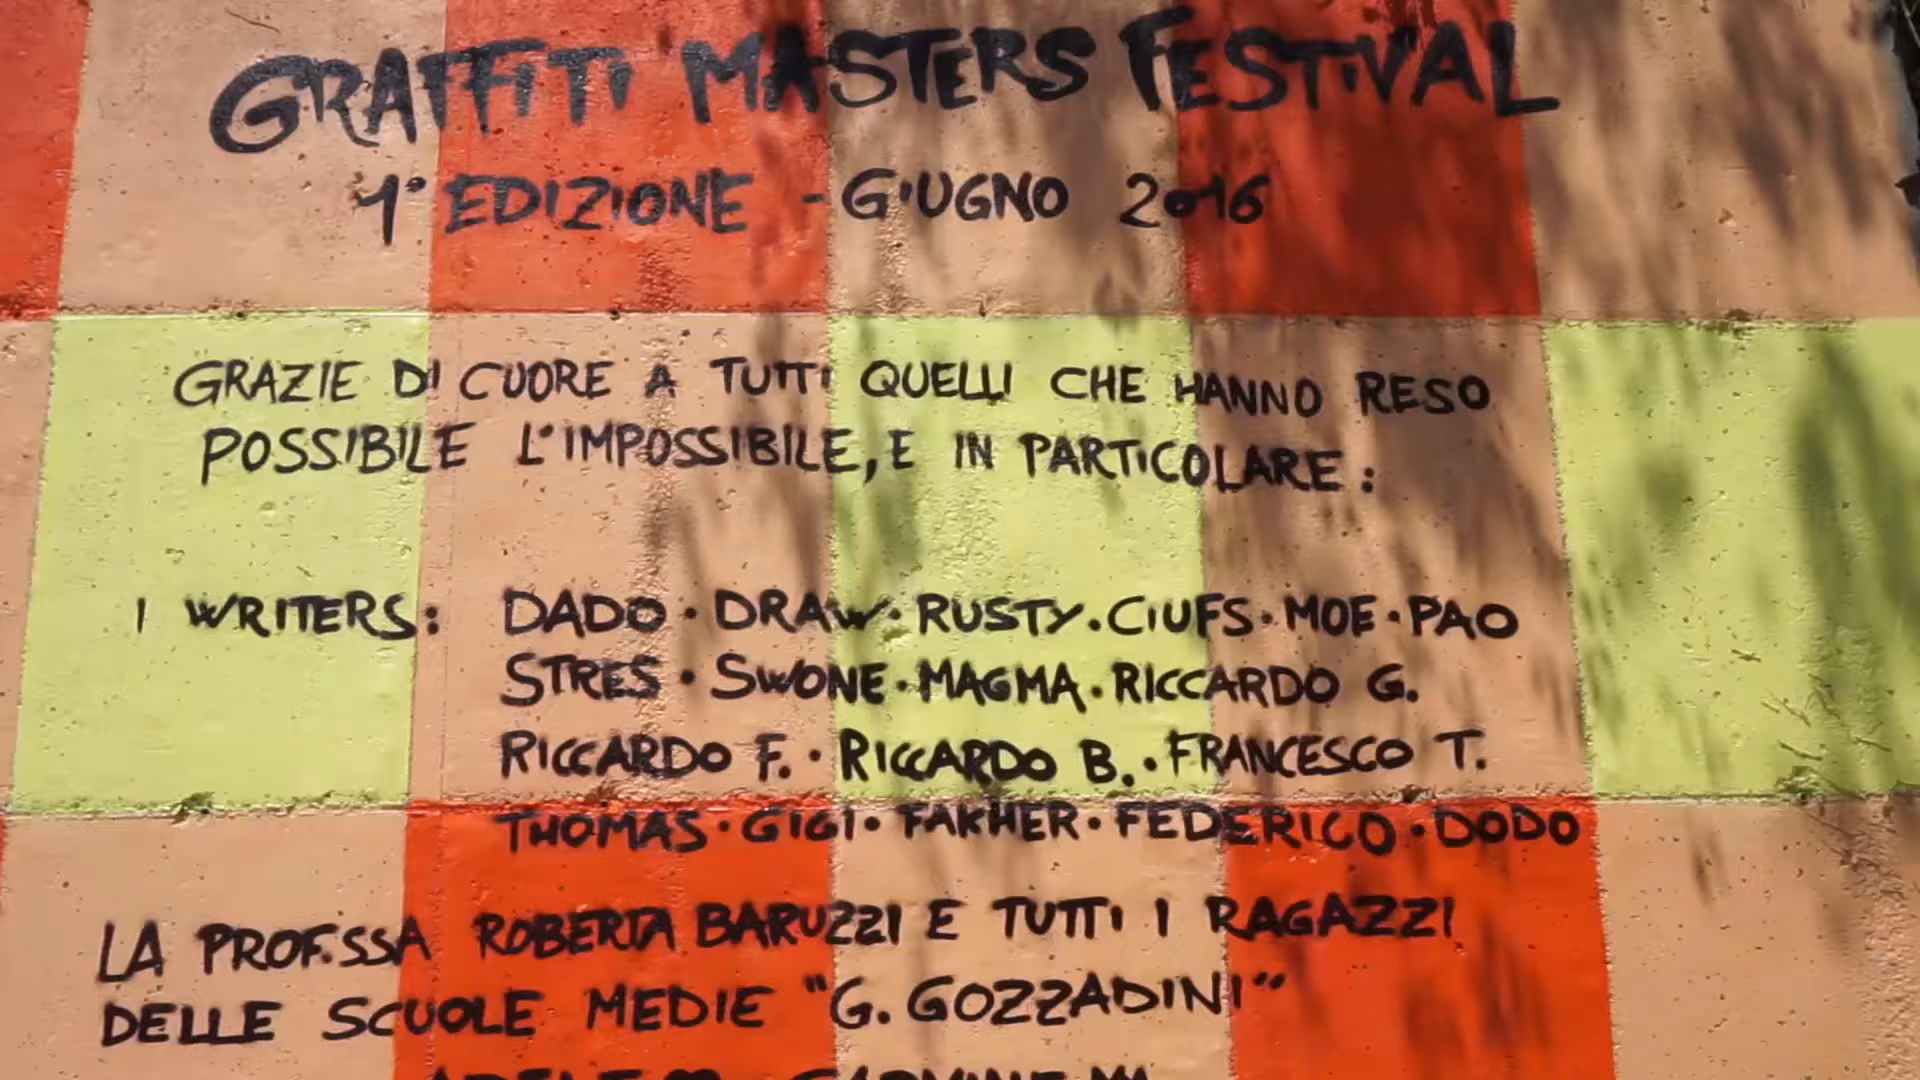 GRAFFITI MASTERS FESTIVAL
1° EDIZIONE - GIUGNO 2016
GRAZIE DI CUORE A TUTTI QUELLI CHE HANNO RESO
POSSIBILE L'IMPOSSIBILE, E IN PARTICOLARE:
I WRITERS: DADO · DRAW · RUSTY · CIUFS · MOE · PAO
STRES · SWONE · MAGMA · RICCARDO G.
RICCARDO F. · RICCARDO B. · FRANCESCO T.
THOMAS · GIGI · FAKHER · FEDERICO · DODO
LA PROF.SSA ROBERTA BARUZZI E TUTTI I RAGAZZI
DELLE SCUOLE MEDIE "G. GOZZADINI"